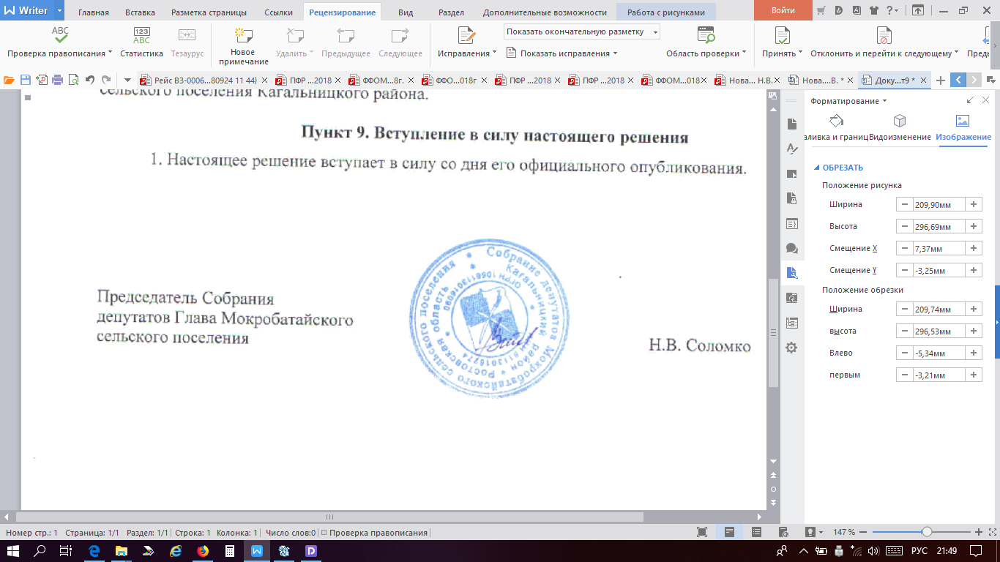 Writer
Главная Вставка Разметка страницы Ссылки Рецензирование Вид Раздел Дополнительные возможности Работа с рисунками
Войти
Проверка правописания Статистика Тезаурус
Новое примечание
Удалить Предыдущее Следующее
Исправления
Показать окончательную разметку
Показать исправления
Область проверки
Принять Отклонить и перейти к следующему
Рейс В3-0006...80924 11 44) ПФР ...2018 ФФОМ...8г. ФФО...018г ПФР ...2018 ПФР ...2018 ФФОМ...018 Нова... Н.В. Нова....В. * Доку...т9 *
сельского поселения Кагальницкого района.
Пункт 9. Вступление в силу настоящего решения
1. Настоящее решение вступает в силу со дня его официального опубликования.
Председатель Собрания
депутатов Глава Мокробатайского
сельского поселения
Н.В. Соломко
Собрание депутатов Мокробатайского сельского поселения
Кагальницкий район * Ростовская область
Форматирование
аливка и границ Видоизменение Изображение
ОБРЕЗАТЬ
Положение рисунка
Ширина 209,90мм
Высота 296,69мм
Смещение X 7,37мм
Смещение Y -3,25мм
Положение обрезки
Ширина 209,74мм
высота 296,53мм
Влево -5,34мм
первым -3,21мм
Номер стр.: 1 Страница: 1/1 Раздел: 1/1 Строка: 1 Колонка: 1 Число слов:0 Проверка правописания
147 %
РУС 21:49